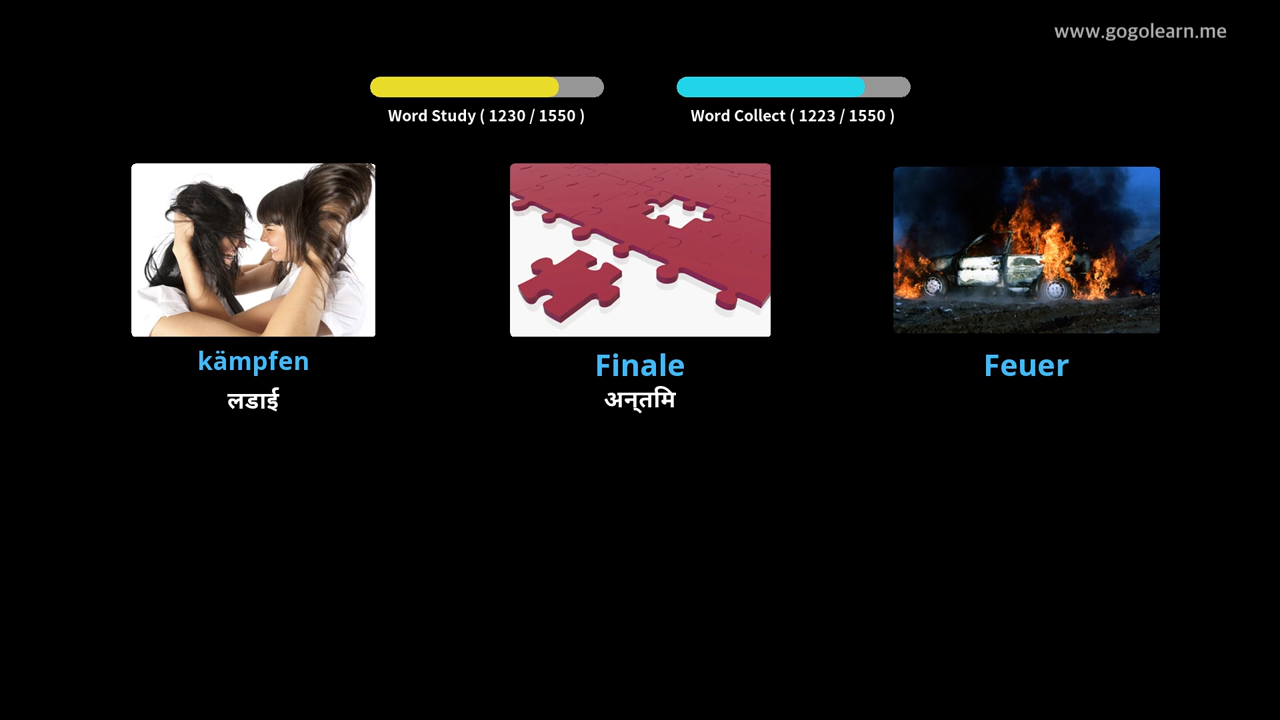 www.gogolearn.me
Word Study ( 1230 / 1550 )
Word Collect ( 1223 / 1550 )
kämpfen
लडाई
Finale
अन्तमि
Feuer